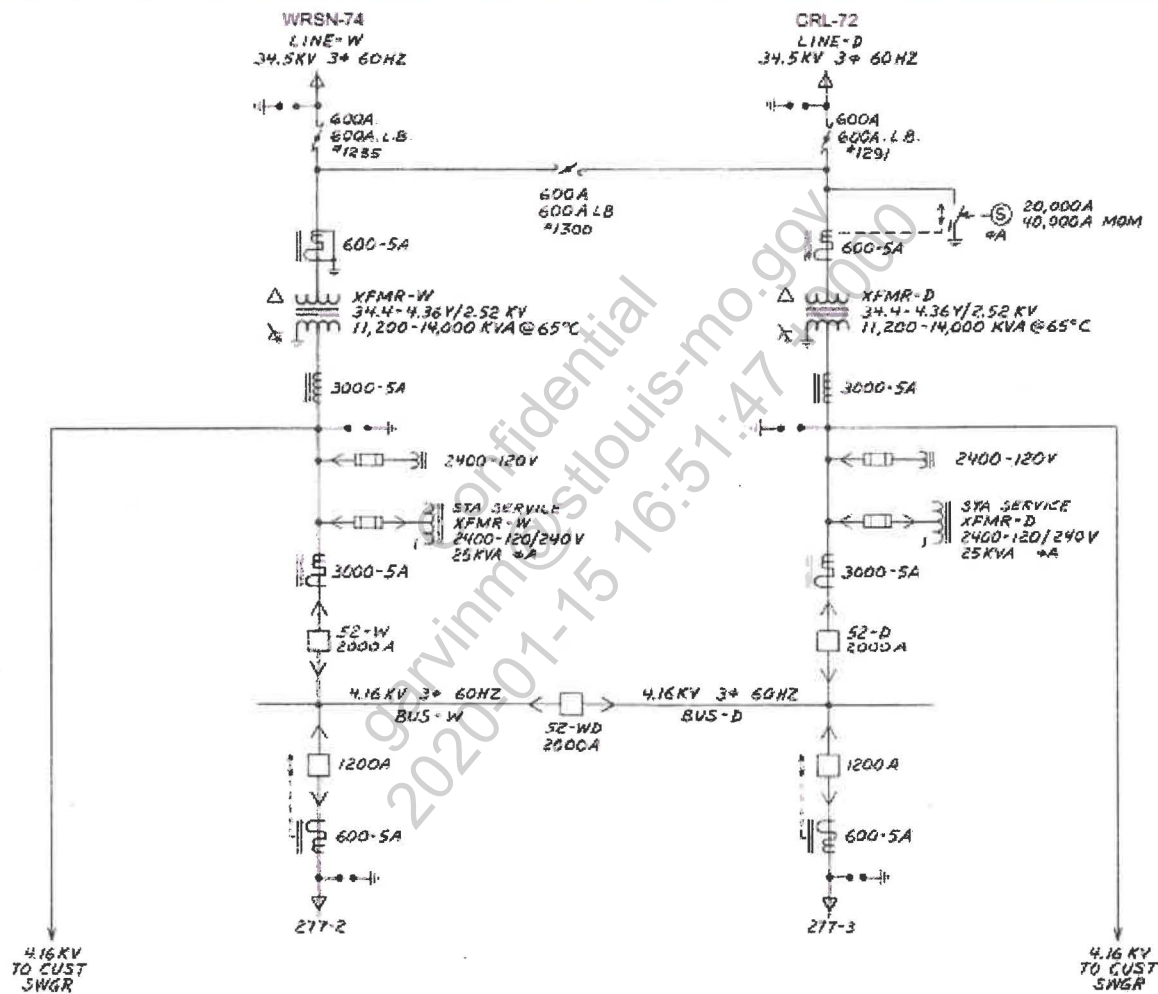 WRSN-74
LINE-W
34.5KV 3ϕ 60HZ
CRL-72
LINE-D
34.5KV 3ϕ 60HZ
600A
600A.L.B.
#1235
600A
600A.L.B.
#1291
600A
600A LB
#1300
20,000A
40,000A MOM
S
ϕA
600-5A
600-5A
XFMR-W
34.4-4.36Y/2.52 KV
11,200-14,000 KVA@65°C
XFMR-D
34.4-4.36Y/2.52 KV
11,200-14,000 KVA@65°C
3000-5A
3000-5A
2400-120V
2400-120V
STA SERVICE
XFMR-W
2400-120/240V
25KVA ϕA
STA SERVICE
XFMR-D
2400-120/240V
25KVA ϕA
3000-5A
3000-5A
52-W
2000A
52-D
2000A
4.16KV 3ϕ 60HZ
BUS-W
52-WD
2000A
4.16KV 3ϕ 60HZ
BUS-D
1200A
1200A
600-5A
600-5A
277-2
277-3
4.16KV
TO CUST
SWGR
4.16KV
TO CUST
SWGR
Confidential
garvinm@stlouis-mo.gov
2020-01-15 16:51:47 +0000